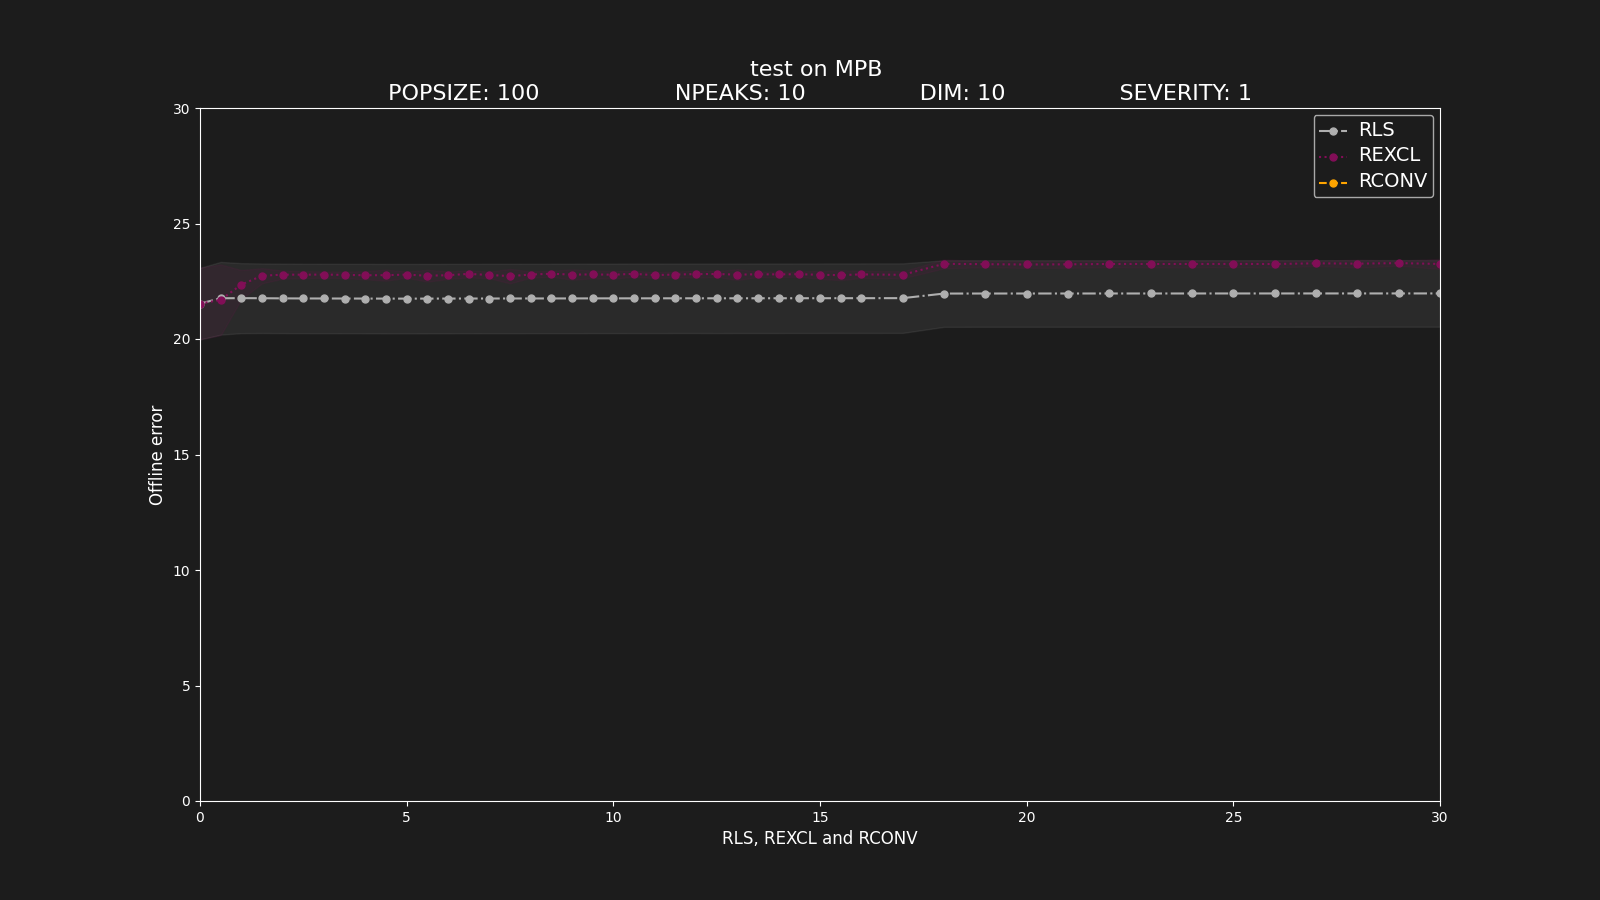 test on MPB
POPSIZE: 100 NPEAKS: 10 DIM: 10 SEVERITY: 1
RLS
REXCL
RCONV
30
25
20
15
10
5
0
Offline error
0 5 10 15 20 25 30
RLS, REXCL and RCONV